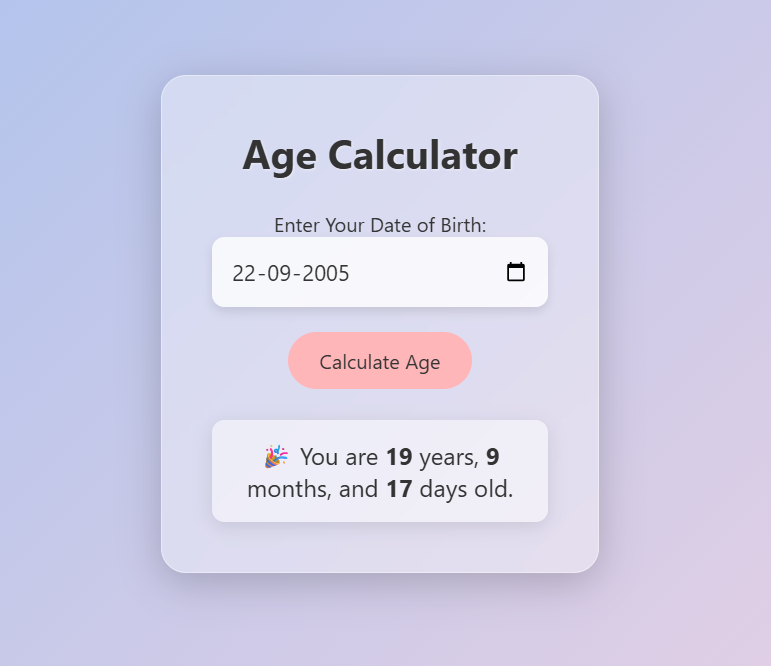 Age Calculator
Enter Your Date of Birth:
22-09-2005
Calculate Age
🎉 You are 19 years, 9
months, and 17 days old.